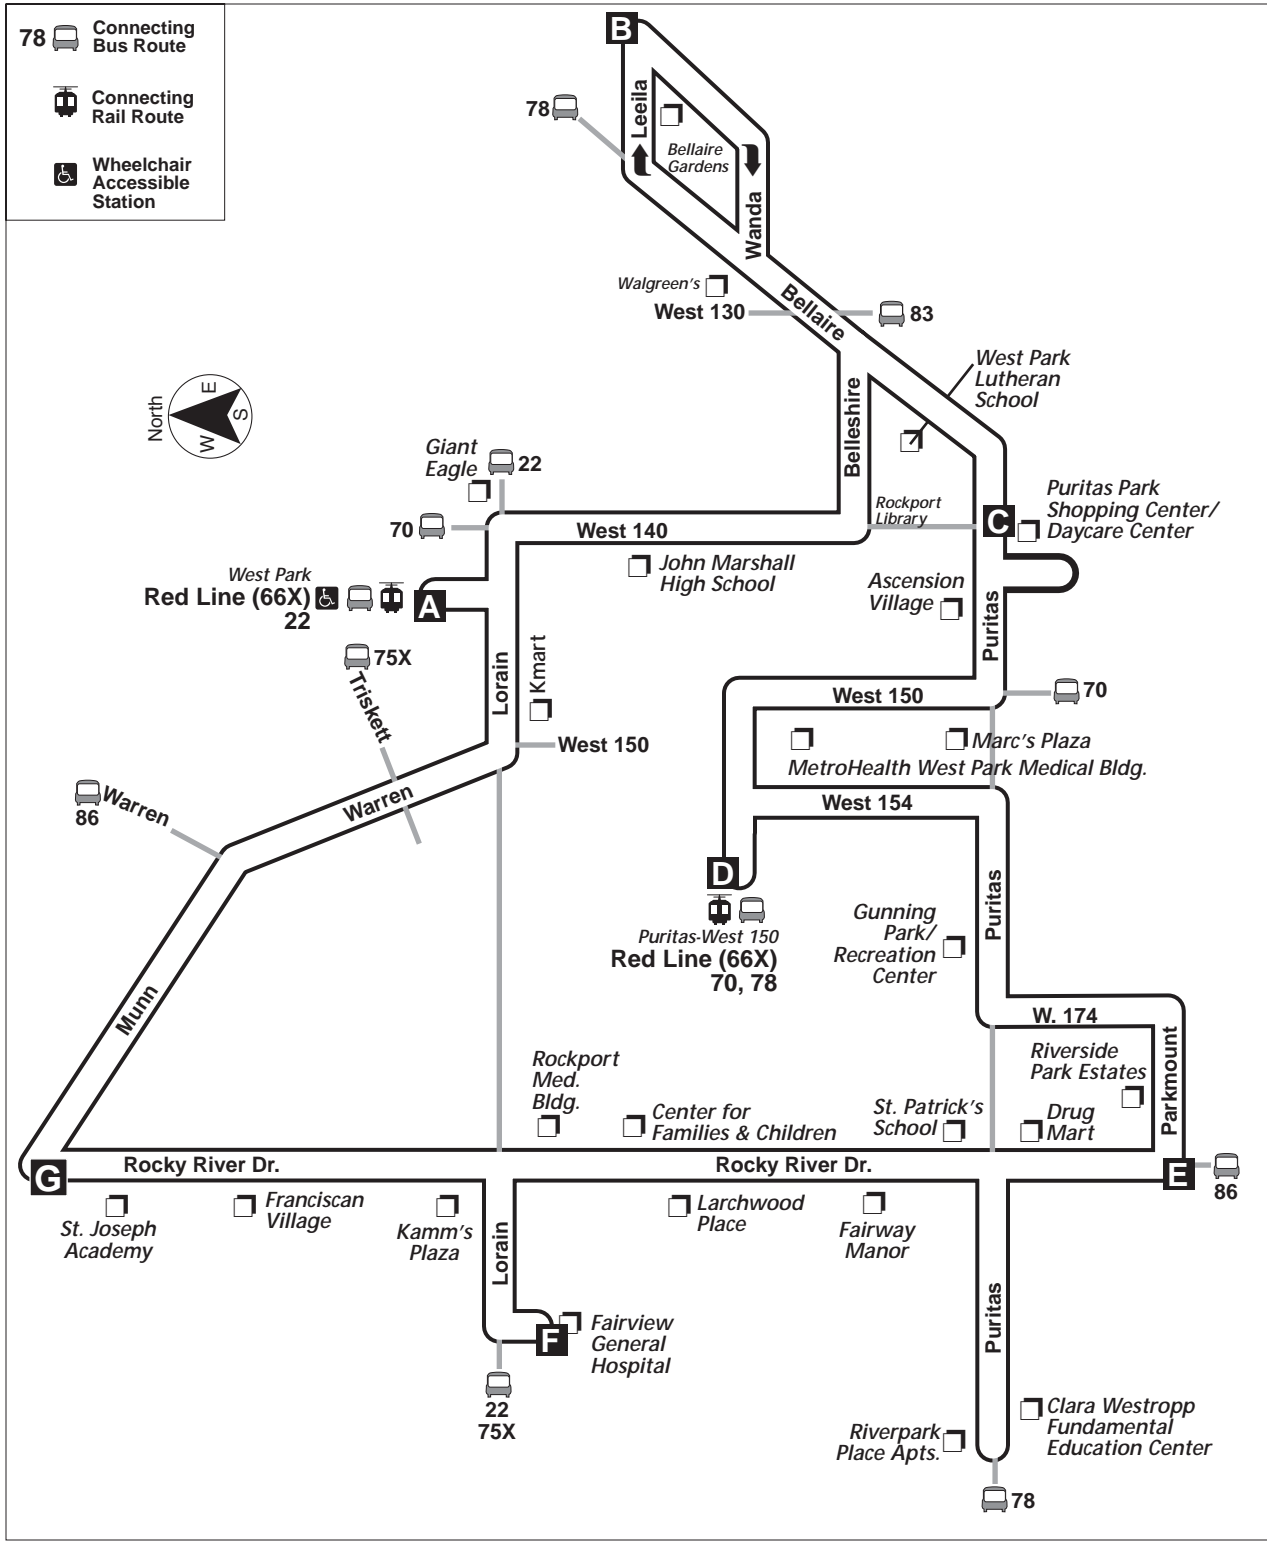 78
Connecting
Bus Route
Connecting
Rail Route
Wheelchair
Accessible
Station
B
78
Leeila
Bellaire
Gardens
Wanda
Walgreen's
West 130
Bellaire
83
West Park
Lutheran
School
North
E
S
W
Belleshire
Giant
Eagle
22
70
West 140
Rockport
Library
C
Puritas Park
Shopping Center/
Daycare Center
John Marshall
High School
Ascension
Village
West Park
Red Line (66X)
22
A
Puritas
75X
Triskett
Lorain
Kmart
West 150
West 150
70
Marc's Plaza
MetroHealth West Park Medical Bldg.
86
Warren
Warren
West 154
D
Puritas-West 150
Red Line (66X)
70, 78
Gunning
Park/
Recreation
Center
Puritas
Munn
W. 174
Riverside
Park Estates
Parkmount
Rockport
Med.
Bldg.
Center for
Families & Children
St. Patrick's
School
Drug
Mart
G
Rocky River Dr.
Rocky River Dr.
E
86
St. Joseph
Academy
Franciscan
Village
Kamm's
Plaza
Lorain
Larchwood
Place
Fairway
Manor
Puritas
F
Fairview
General
Hospital
22
75X
Riverpark
Place Apts.
Clara Westropp
Fundamental
Education Center
78